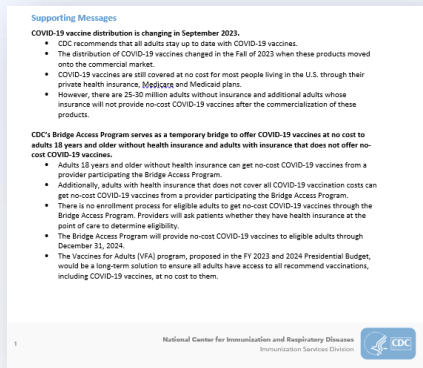 Supporting Messages
COVID-19 vaccine distribution is changing in September 2023.
• CDC recommends that all adults stay up to date with COVID-19 vaccines.
• The distribution of COVID-19 vaccines changed in the Fall of 2023 when these products moved
onto the commercial market.
• COVID-19 vaccines are still covered at no cost for most people living in the U.S. through their
private health insurance, Medicare and Medicaid plans.
• However, there are 25-30 million adults without insurance and additional adults whose
insurance will not provide no-cost COVID-19 vaccines after the commercialization of these
products.
CDC's Bridge Access Program serves as a temporary bridge to offer COVID-19 vaccines at no cost to
adults 18 years and older without health insurance and adults with insurance that does not offer no-
cost COVID-19 vaccines.
• Adults 18 years and older without health insurance can get no-cost COVID-19 vaccines from a
provider participating the Bridge Access Program.
• Additionally, adults with health insurance that does not cover all COVID-19 vaccination costs can
get no-cost COVID-19 vaccines from a provider participating the Bridge Access Program.
• There is no enrollment process for eligible adults to get no-cost COVID-19 vaccines through the
Bridge Access Program. Providers will ask patients whether they have health insurance at the
point of care to determine eligibility.
• The Bridge Access Program will provide no-cost COVID-19 vaccines to eligible adults through
December 31, 2024.
• The Vaccines for Adults (VFA) program, proposed in the FY 2023 and 2024 Presidential Budget,
would be a long-term solution to ensure all adults have access to all recommend vaccinations,
including COVID-19 vaccines, at no cost to them.
1
National Center for Immunization and Respiratory Diseases
Immunization Services Division
CDC